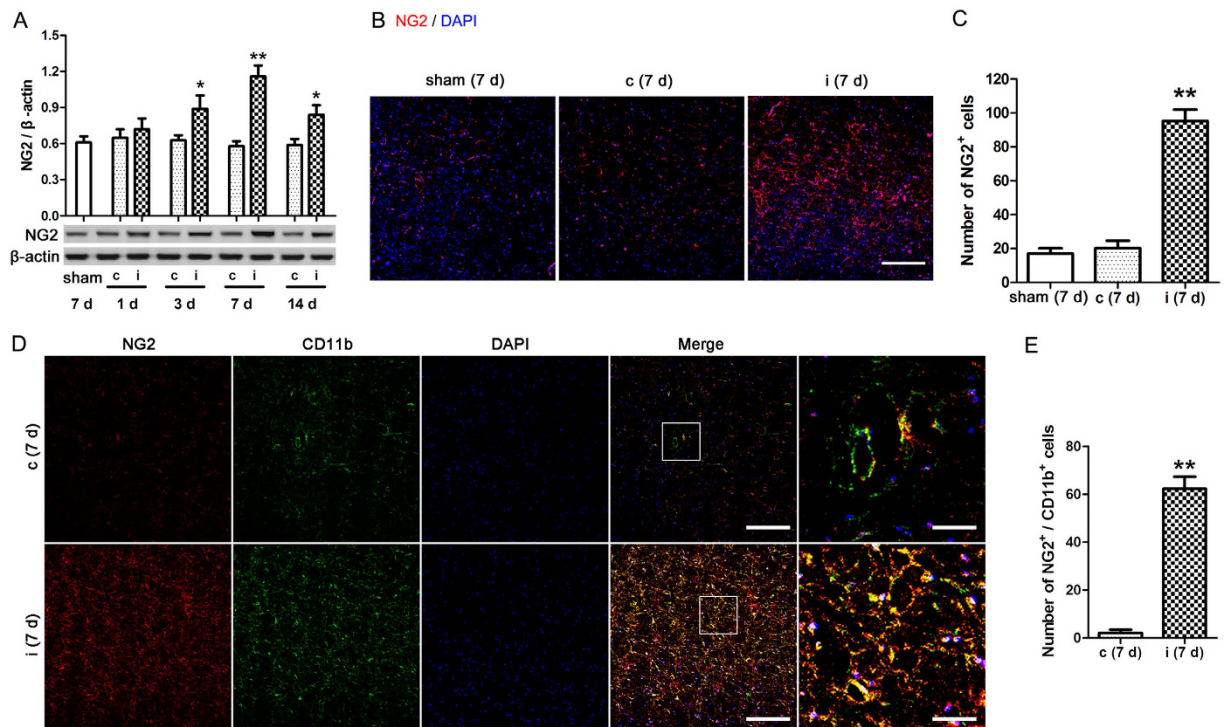 A
NG2 / β-actin
1.5
1.2
0.9
0.6
0.3
0.0
*
**
*
NG2
β-actin
sham c i c i c i c i
7 d 1 d 3 d 7 d 14 d
B NG2 / DAPI
sham (7 d) c (7 d) i (7 d)
C
Number of NG2+ cells
120
100
80
60
40
20
0
**
sham (7 d) c (7 d) i (7 d)
D
NG2 CD11b DAPI Merge
c (7 d)
i (7 d)
E
Number of NG2+ / CD11b+ cells
80
60
40
20
0
**
c (7 d) i (7 d)